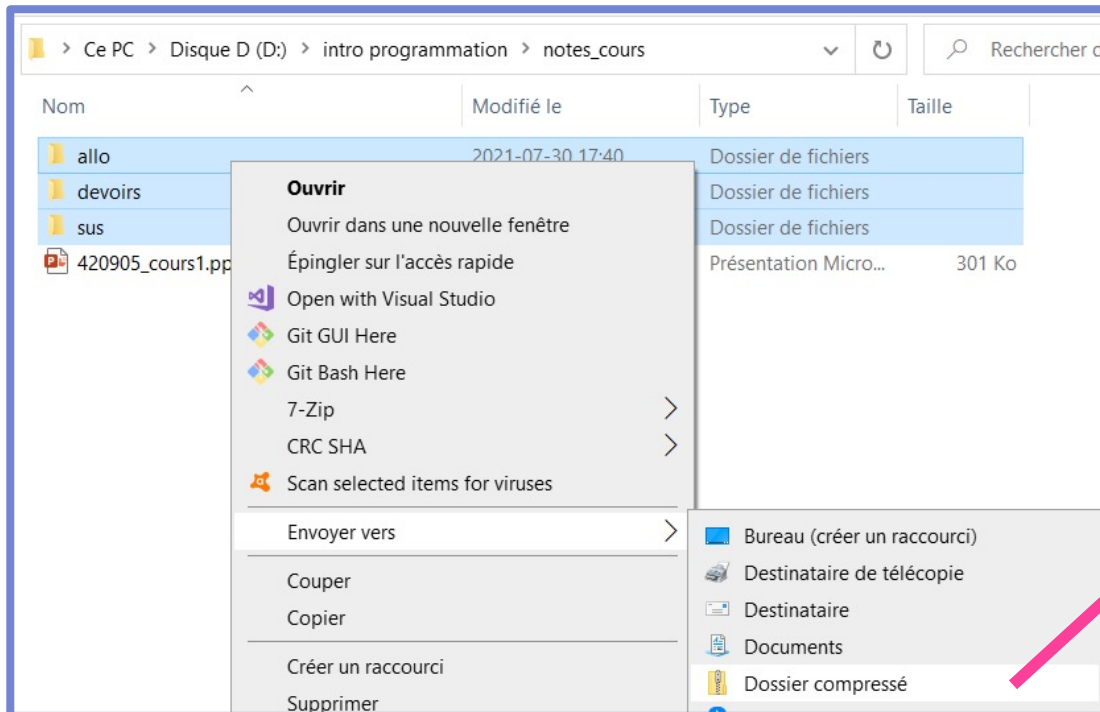 Ce PC > Disque D (D:) > intro programmation > notes_cours
Rechercher
Nom Modifié le Type Taille
allo 2021-07-30 17:40 Dossier de fichiers
devoirs Dossier de fichiers
sus Dossier de fichiers
420905_cours1.pp Présentation Micro... 301 Ko
Ouvrir
Ouvrir dans une nouvelle fenêtre
Épingler sur l'accès rapide
Open with Visual Studio
Git GUI Here
Git Bash Here
7-Zip
CRC SHA
Scan selected items for viruses
Envoyer vers
Couper
Copier
Créer un raccourci
Supprimer
Bureau (créer un raccourci)
Destinataire de télécopie
Destinataire
Documents
Dossier compressé